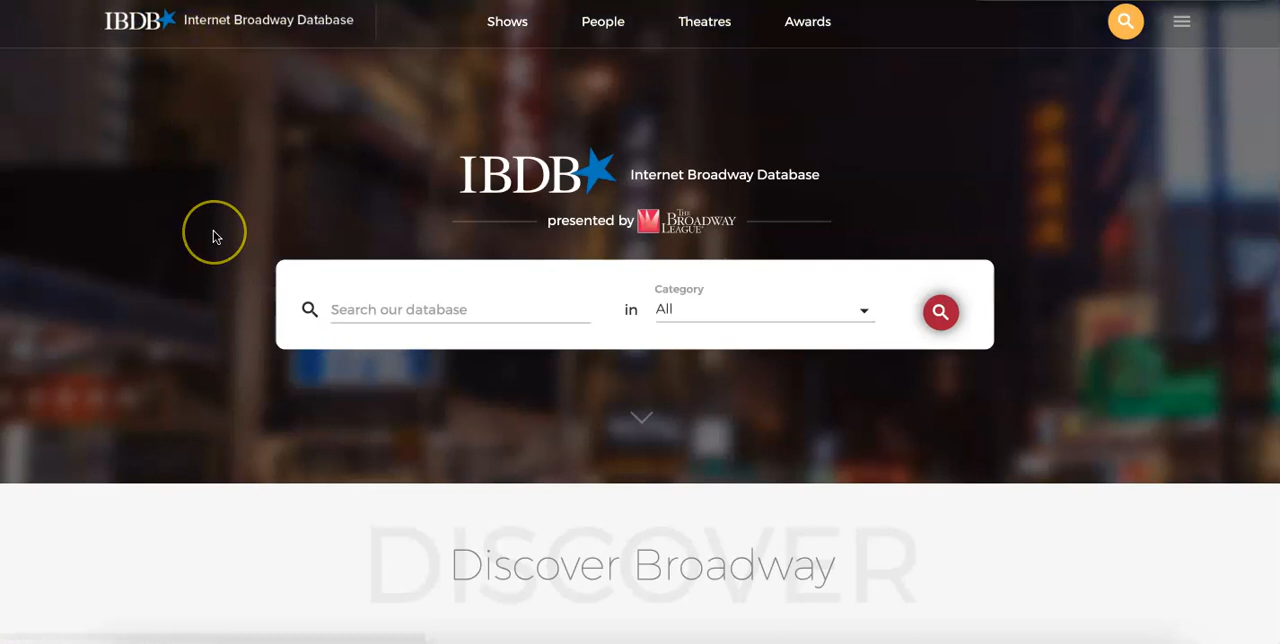 IBDB Internet Broadway Database
Shows People Theatres Awards
IBDB Internet Broadway Database
presented by THE BROADWAY LEAGUE
Category
Search our database in All
DISCOVER
Discover Broadway